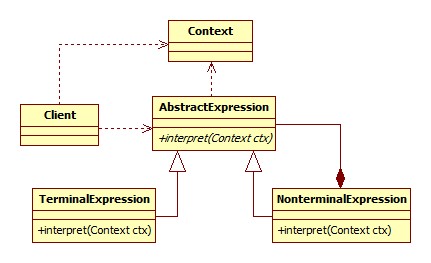 Context
AbstractExpression
+interpret(Context ctx)
Client
TerminalExpression
+interpret(Context ctx)
NonterminalExpression
+interpret(Context ctx)